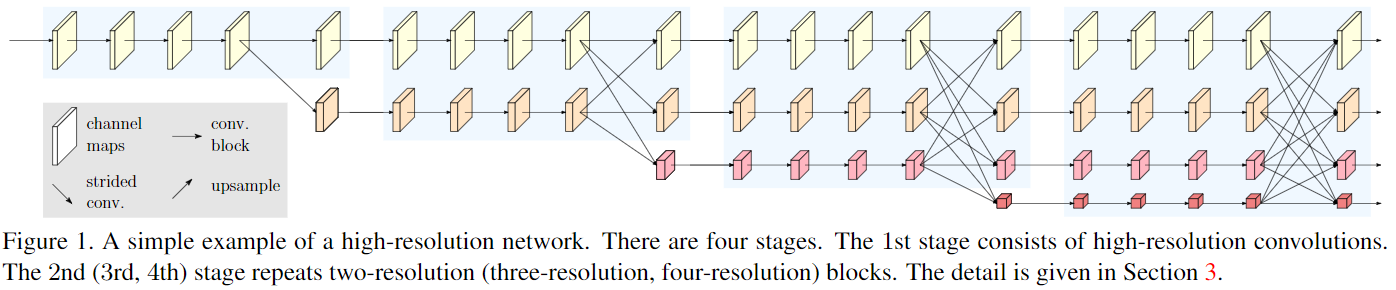 channel maps
conv. block
strided conv.
upsample
Figure 1. A simple example of a high-resolution network. There are four stages. The 1st stage consists of high-resolution convolutions.
The 2nd (3rd, 4th) stage repeats two-resolution (three-resolution, four-resolution) blocks. The detail is given in Section 3.